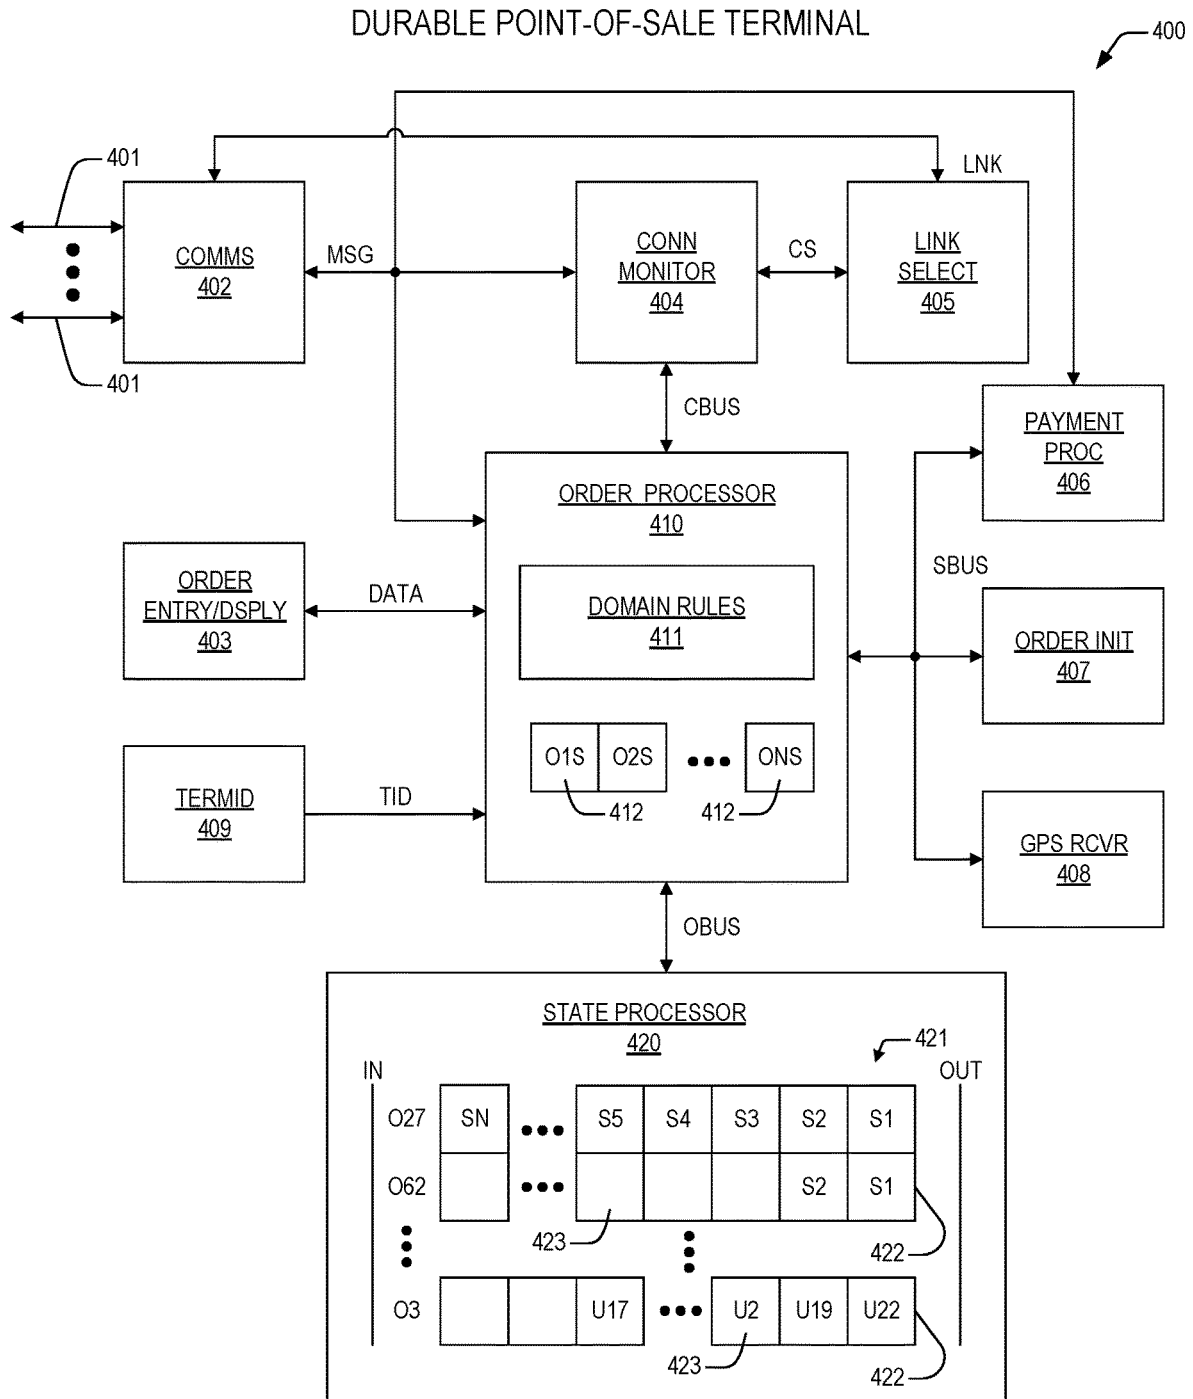 DURABLE POINT-OF-SALE TERMINAL
400
401
LNK
COMMS
402
MSG
CONN
MONITOR
404
CS
LINK
SELECT
405
401
CBUS
PAYMENT
PROC
406
ORDER PROCESSOR
410
SBUS
ORDER
ENTRY/DSPLY
403
DATA
DOMAIN RULES
411
ORDER INIT
407
O1S O2S ONS
412 412
TERMID
409
TID
GPS RCVR
408
OBUS
STATE PROCESSOR
420
421
IN OUT
O27 SN S5 S4 S3 S2 S1
O62 S2 S1
423 422
O3 U17 U2 U19 U22
423 422